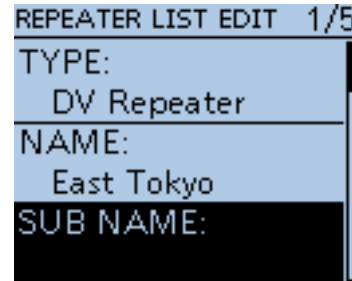 REPEATER LIST EDIT 1/5
TYPE:
DV Repeater
NAME:
East Tokyo
SUB NAME: